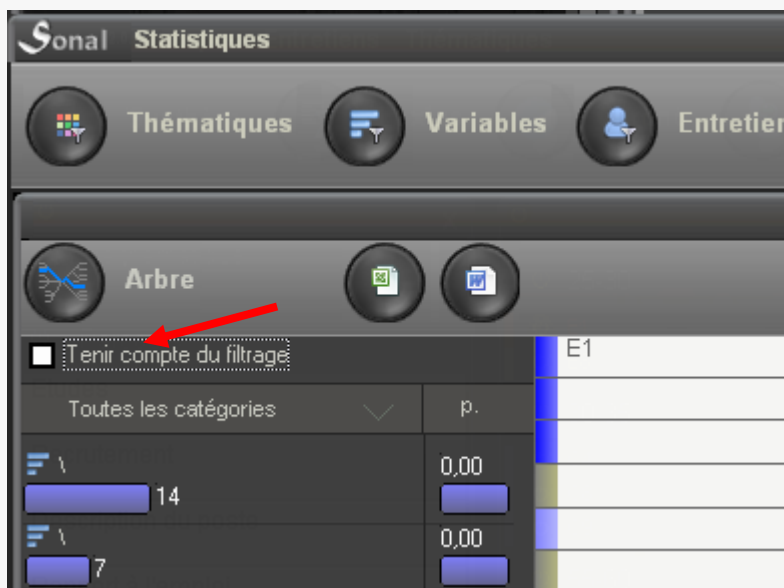 Sonal Statistiques
Thématiques Variables Entretien
Arbre
Tenir compte du filtrage E1
Toutes les catégories p.
\ 0,00
14
\ 0,00
7